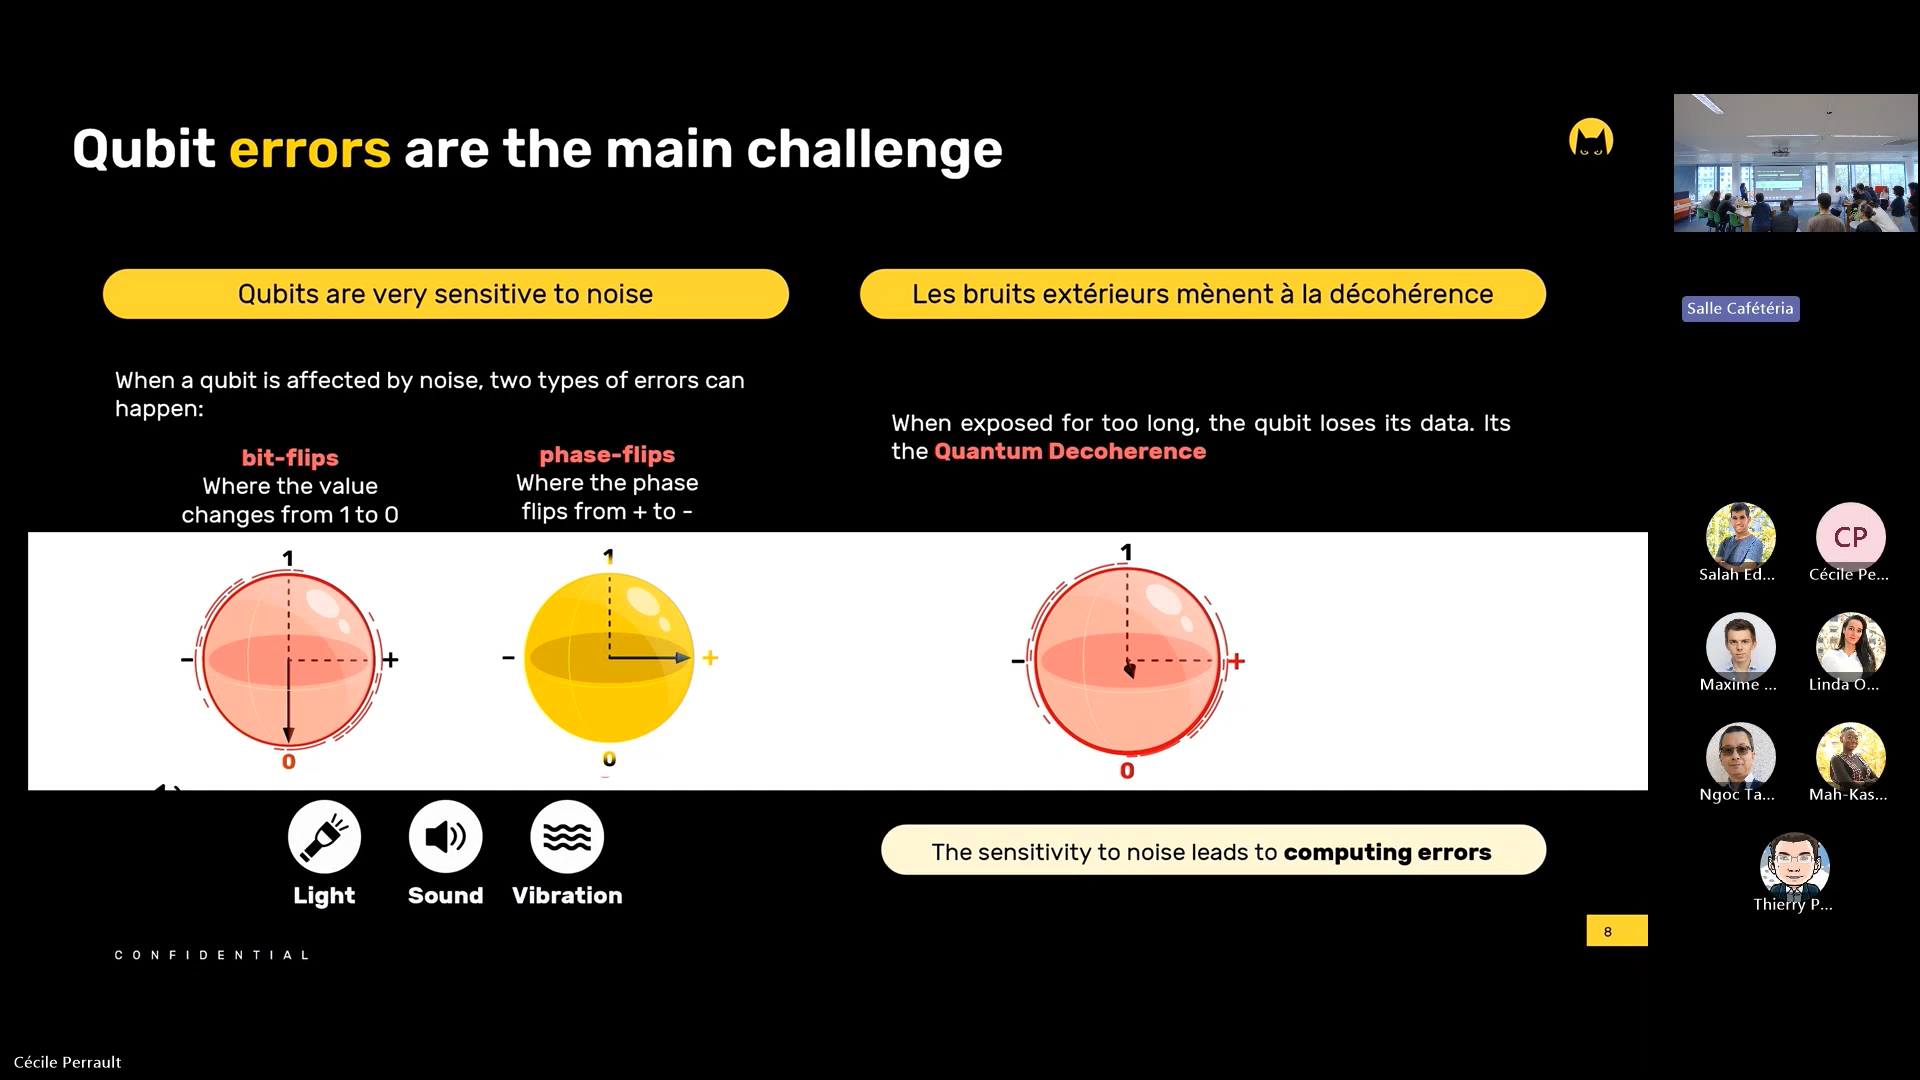 Qubit errors are the main challenge
Qubits are very sensitive to noise
When a qubit is affected by noise, two types of errors can
happen:
bit-flips
Where the value
changes from 1 to 0
phase-flips
Where the phase
flips from + to -
1
-
+
0
1
-
+
0
Light
Sound
Vibration
Les bruits extérieurs mènent à la décohérence
When exposed for too long, the qubit loses its data. Its
the Quantum Decoherence
1
-
+
0
The sensitivity to noise leads to computing errors
8
CONFIDENTIAL
Cécile Perrault
Salle Cafétéria
Salah Ed...
CP
Cécile Pe...
Maxime ...
Linda O...
Ngoc Ta...
Mah-Kas...
Thierry P...